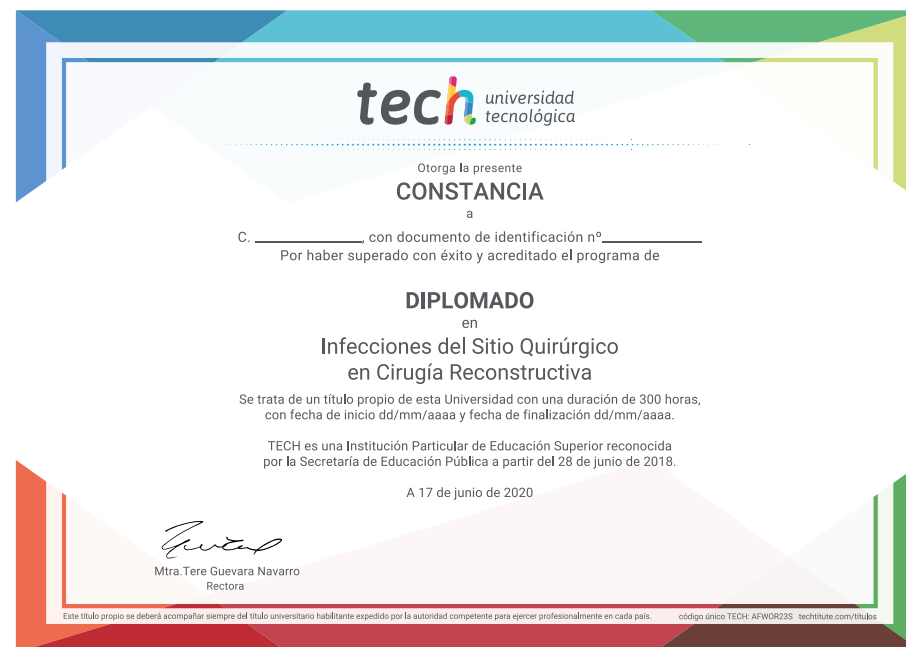 tech universidad
tecnológica
Otorga la presente
CONSTANCIA
a
C. ____________, con documento de identificación nº____________
Por haber superado con éxito y acreditado el programa de
DIPLOMADO
en
Infecciones del Sitio Quirúrgico
en Cirugía Reconstructiva
Se trata de un título propio de esta Universidad con una duración de 300 horas,
con fecha de inicio dd/mm/aaaa y fecha de finalización dd/mm/aaaa.
TECH es una Institución Particular de Educación Superior reconocida
por la Secretaría de Educación Pública a partir del 28 de junio de 2018.
A 17 de junio de 2020
Mtra.Tere Guevara Navarro
Rectora
Este título propio se deberá acompañar siempre del título universitario habilitante expedido por la autoridad competente para ejercer profesionalmente en cada país. código único TECH: AFWOR23S techtitute.com/titulos